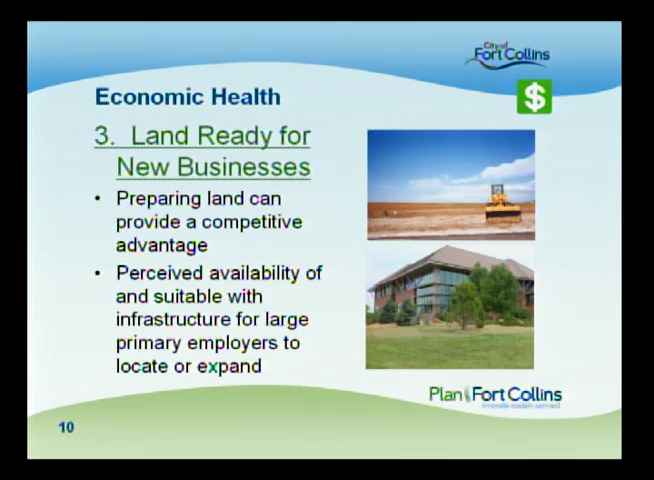 City of
Fort Collins
Economic Health
$
3. Land Ready for
New Businesses
• Preparing land can
provide a competitive
advantage
• Perceived availability of
and suitable with
infrastructure for large
primary employers to
locate or expand
Plan Fort Collins
10